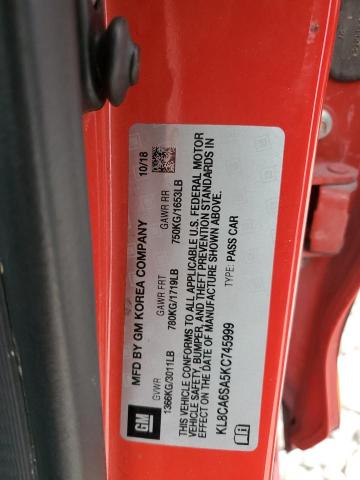 MFD BY GM KOREA COMPANY
10/18
GVWR
GAWR FRT
GAWR RR
1366KG/3011LB
780KG/1719LB
750KG/1653LB
THIS VEHICLE CONFORMS TO ALL APPLICABLE U.S. FEDERAL MOTOR
VEHICLE SAFETY, BUMPER, AND THEFT PREVENTION STANDARDS IN
EFFECT ON THE DATE OF MANUFACTURE SHOWN ABOVE.
TYPE: PASS CAR
KL8CA6SA5KC745999
GM